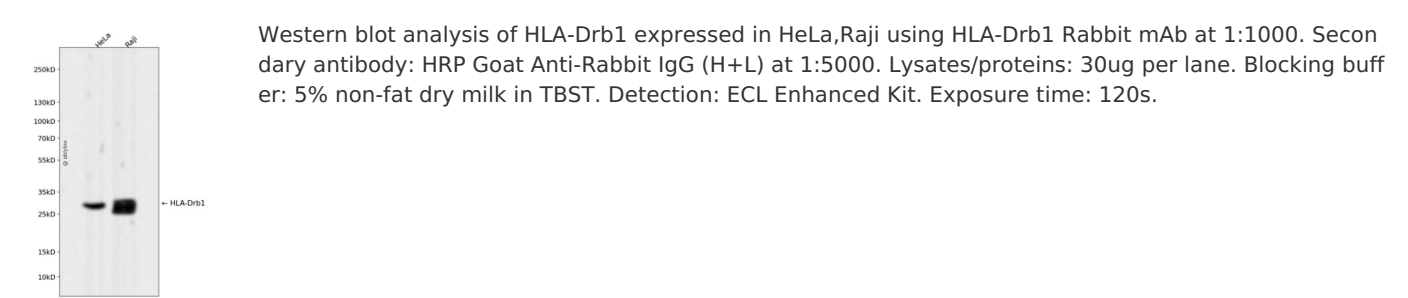 HeLa
Raji
250kD
130kD
100kD
70kD
55kD
35kD
25kD
15kD
10kD
@ ablybio
← HLA-Drb1
Western blot analysis of HLA-Drb1 expressed in HeLa,Raji using HLA-Drb1 Rabbit mAb at 1:1000. Secon
dary antibody: HRP Goat Anti-Rabbit IgG (H+L) at 1:5000. Lysates/proteins: 30ug per lane. Blocking buff
er: 5% non-fat dry milk in TBST. Detection: ECL Enhanced Kit. Exposure time: 120s.